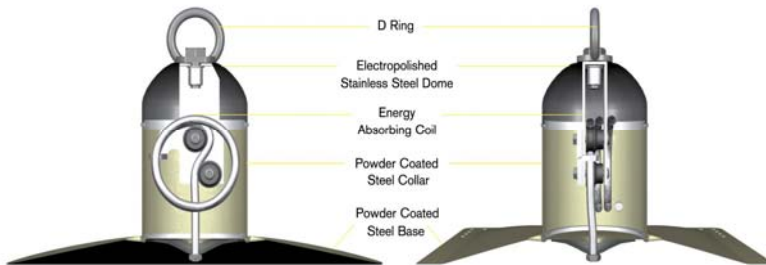 D Ring
Electropolished
Stainless Steel Dome
Energy
Absorbing Coil
Powder Coated
Steel Collar
Powder Coated
Steel Base